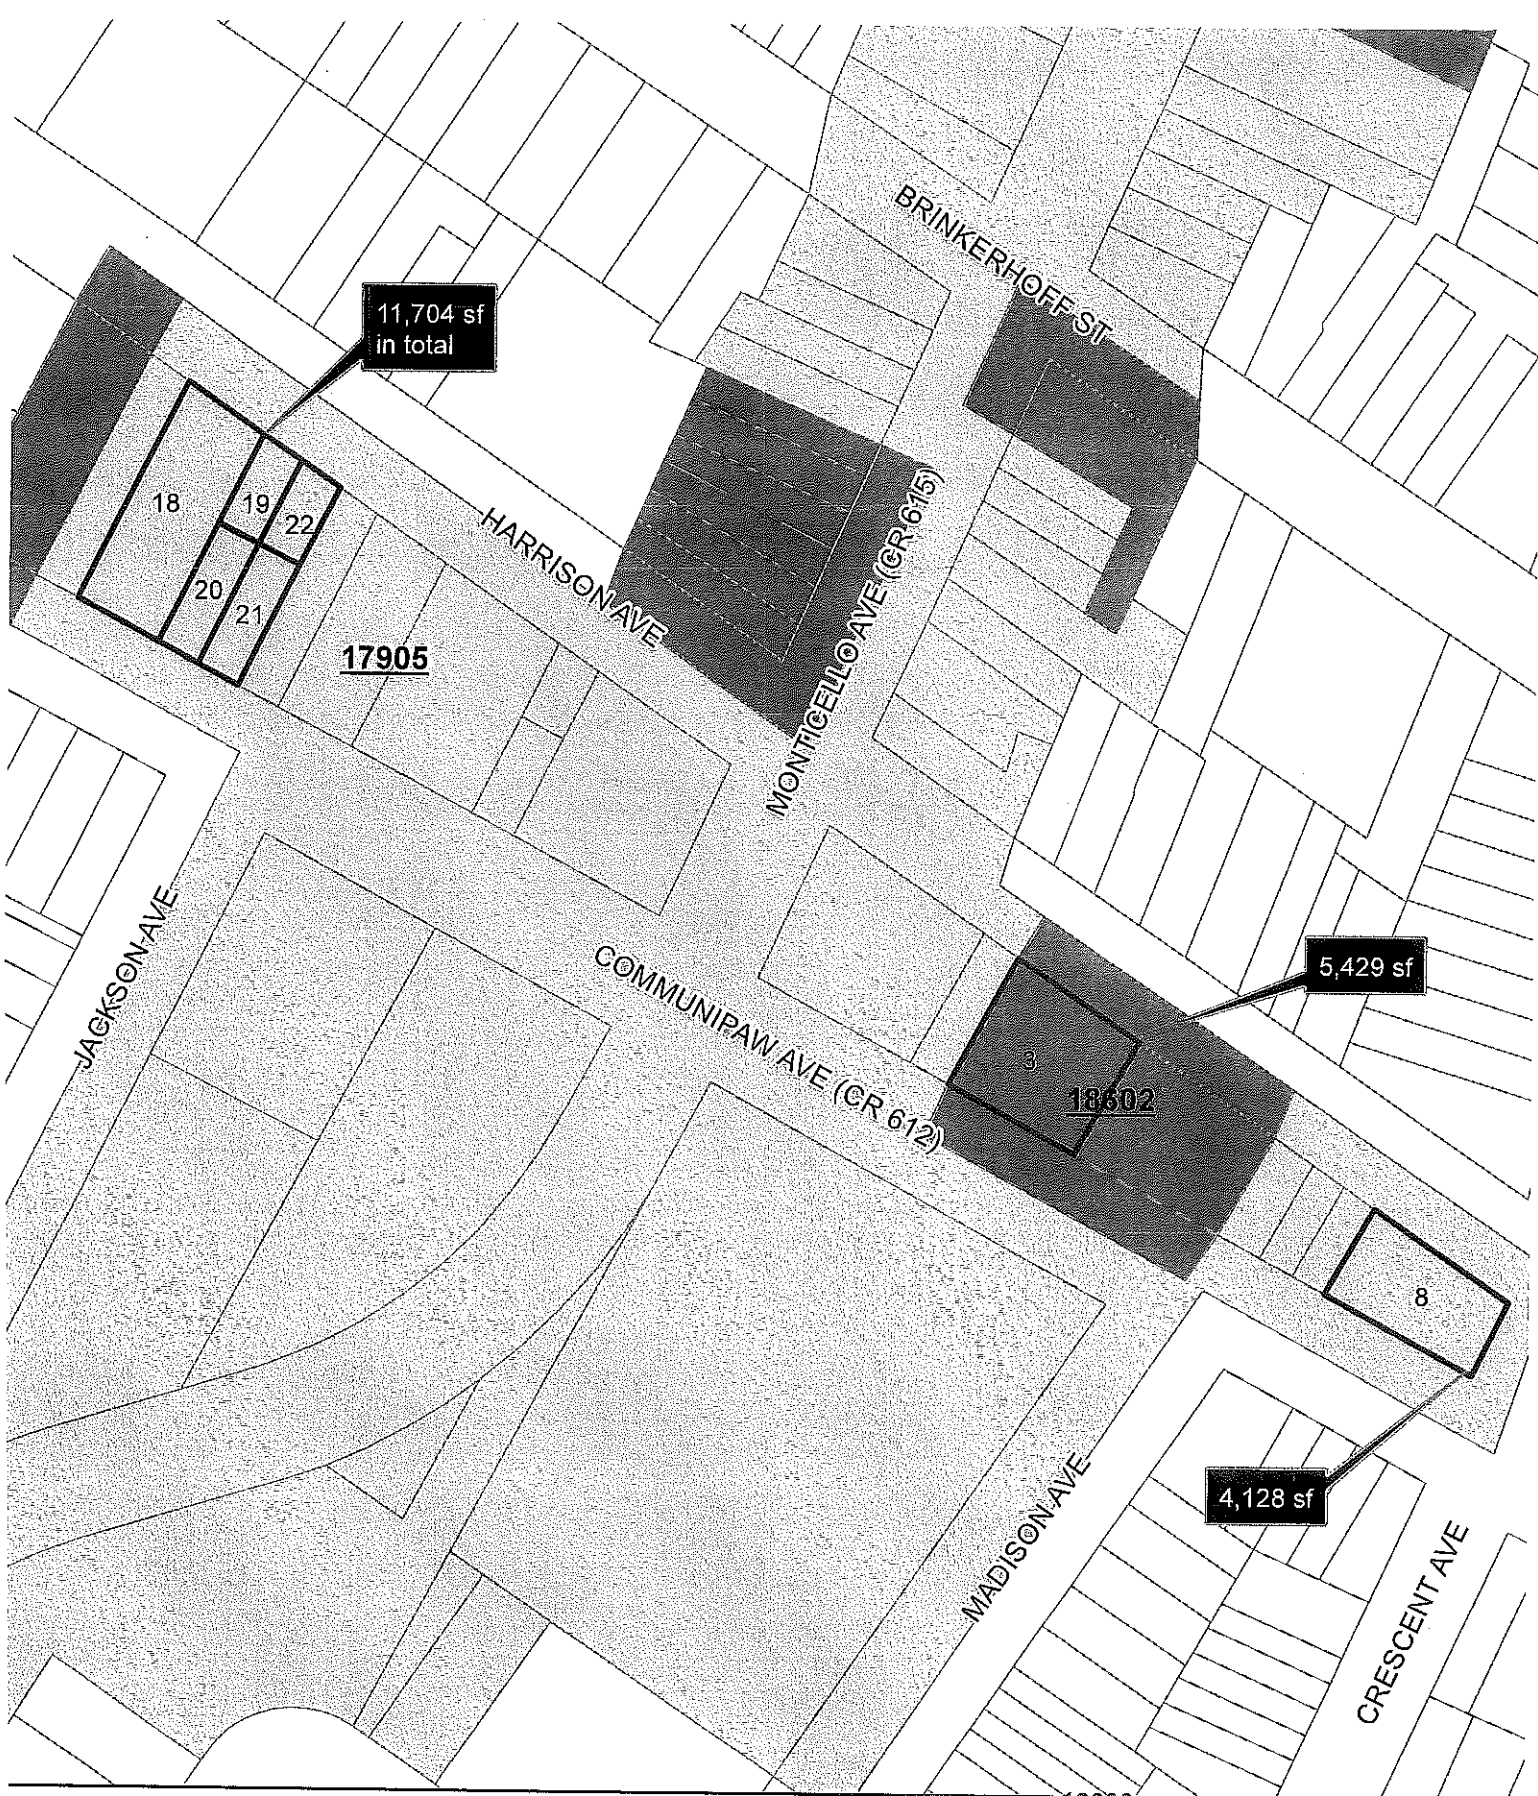 BRINKERHOFF ST
11,704 sf
in total
18
19
22
HARRISON AVE
MONTICELLO AVE (CR 615)
20
21
17905
JACKSON AVE
COMMUNIPAW AVE (CR 612)
5,429 sf
3
18602
8
4,128 sf
MADISON AVE
CRESCENT AVE